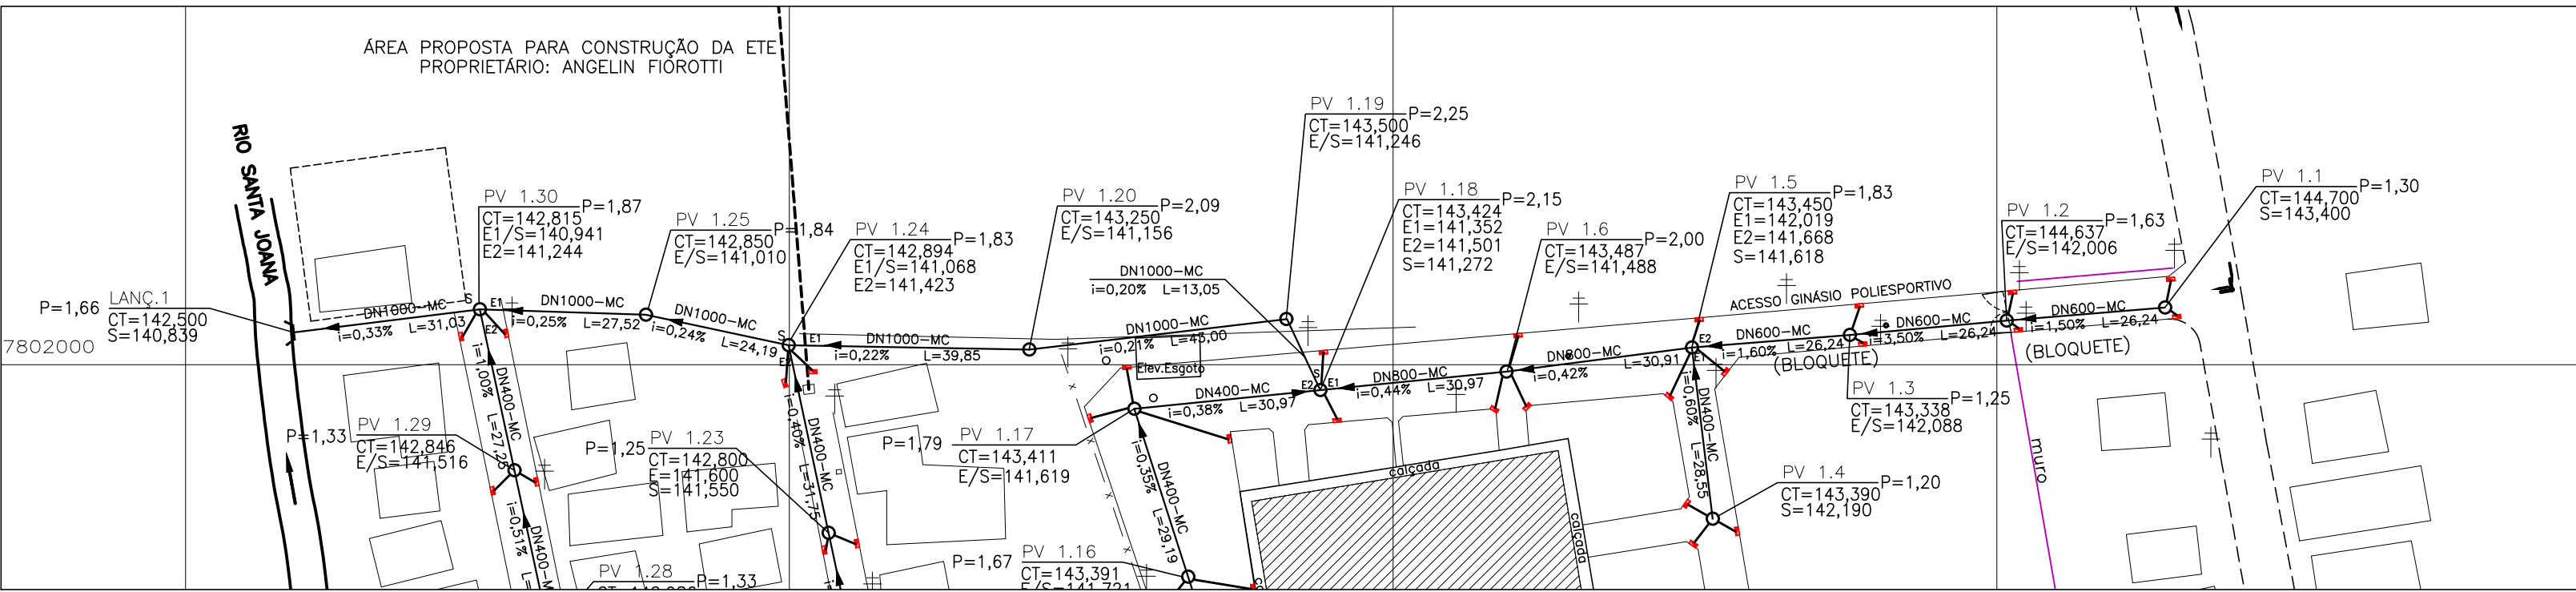 ÁREA PROPOSTA PARA CONSTRUÇÃO DA ETE
PROPRIETÁRIO: ANGELIN FIOROTTI
RIO SANTA JOANA
7802000
P=1,66
LANÇ.1
CT=142,500
S=140,839
DN1000-MC
i=0,33% L=31,03
PV 1.30
P=1,87
CT=142,815
E1/S=140,941
E2=141,244
S
E1
E2
DN1000-MC
i=0,25% L=27,52
PV 1.25
P=1,84
CT=142,850
E/S=141,010
DN1000-MC
i=0,24% L=24,19
PV 1.24
P=1,83
CT=142,894
E1/S=141,068
E2=141,423
S
E1
E2
DN1000-MC
i=0,22% L=39,85
PV 1.20
P=2,09
CT=143,250
E/S=141,156
DN1000-MC
i=0,21% L=43,00
PV 1.19
P=2,25
CT=143,500
E/S=141,246
DN1000-MC
i=0,20% L=13,05
PV 1.18
P=2,15
CT=143,424
E1=141,352
E2=141,501
S=141,272
S
E2
E1
DN800-MC
i=0,44% L=30,97
PV 1.6
P=2,00
CT=143,487
E/S=141,488
DN800-MC
i=0,42% L=30,91
PV 1.5
P=1,83
CT=143,450
E1=142,019
E2=141,668
S=141,618
E2
E1
ACESSO GINÁSIO POLIESPORTIVO
DN600-MC
i=1,60% L=26,24
(BLOQUETE)
DN600-MC
i=3,50% L=26,24
PV 1.2
P=1,63
CT=144,637
E/S=142,006
DN600-MC
i=1,50% L=26,24
(BLOQUETE)
PV 1.1
P=1,30
CT=144,700
S=143,400
PV 1.3
P=1,25
CT=143,338
E/S=142,088
muro
PV 1.4
P=1,20
CT=143,390
S=142,190
DN400-MC
i=0,60% L=28,55
calçada
calçada
Elev.Esgoto
DN400-MC
i=0,38% L=30,97
P=1,79
PV 1.17
CT=143,411
E/S=141,619
DN400-MC
i=0,35% L=29,19
P=1,67
PV 1.16
CT=143,391
P=1,25
PV 1.23
CT=142,800
E=141,600
S=141,550
DN400-MC
i=0,40% L=31,75
P=1,33
PV 1.29
CT=142,846
E/S=141,516
DN400-MC
i=1,00% L=27,25
i=0,51%
PV 1.28
P=1,33